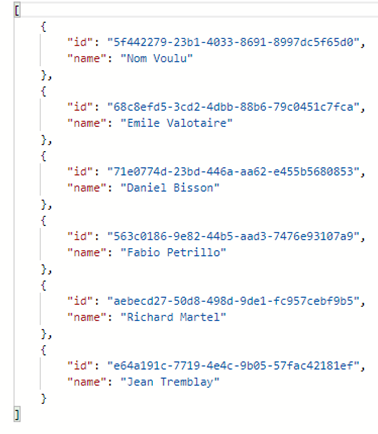 [
{
"id": "5f442279-23b1-4033-8691-8997dc5f65d0",
"name": "Nom Voulu"
},
{
"id": "68c8efd5-3cd2-4dbb-88b6-79c0451c7fca",
"name": "Emile Valotaire"
},
{
"id": "71e0774d-23bd-446a-aa62-e455b5680853",
"name": "Daniel Bisson"
},
{
"id": "563c0186-9e82-44b5-aad3-7476e93107a9",
"name": "Fabio Petrillo"
},
{
"id": "aebecd27-50d8-498d-9de1-fc957cebf9b5",
"name": "Richard Martel"
},
{
"id": "e64a191c-7719-4e4c-9b05-57fac42181ef",
"name": "Jean Tremblay"
}
]